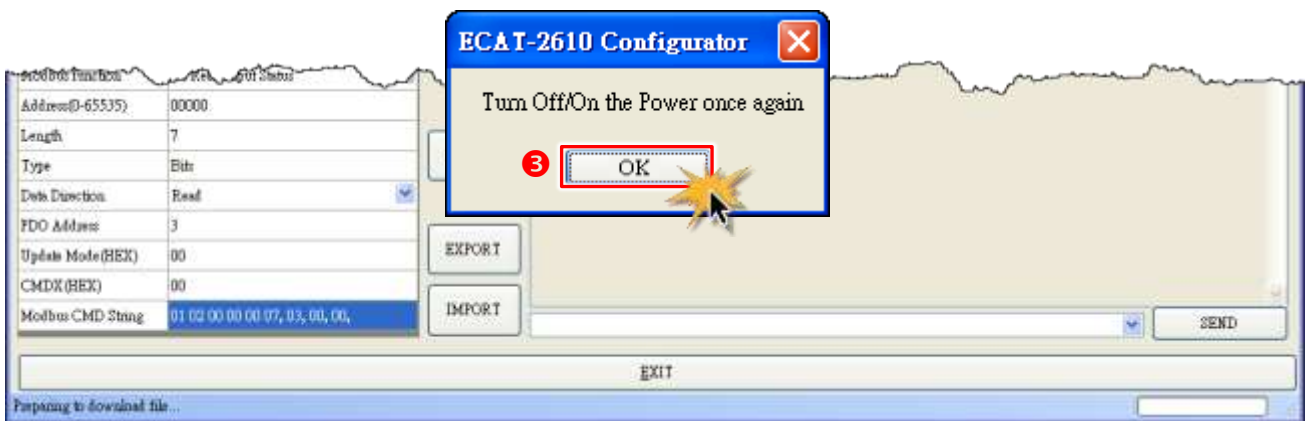 ECAT-2610 Configurator
Turn Off/On the Power once again
3 OK
Address(0-65535) 00000
Length 7
Type Bits
Data Direction Read
PDO Address 3
Update Mode(HEX) 00
CMDX(HEX) 00
Modbus CMD String 01 02 00 00 00 07, 03, 00, 00,
EXPORT
IMPORT
SEND
EXIT
Preparing to download file...